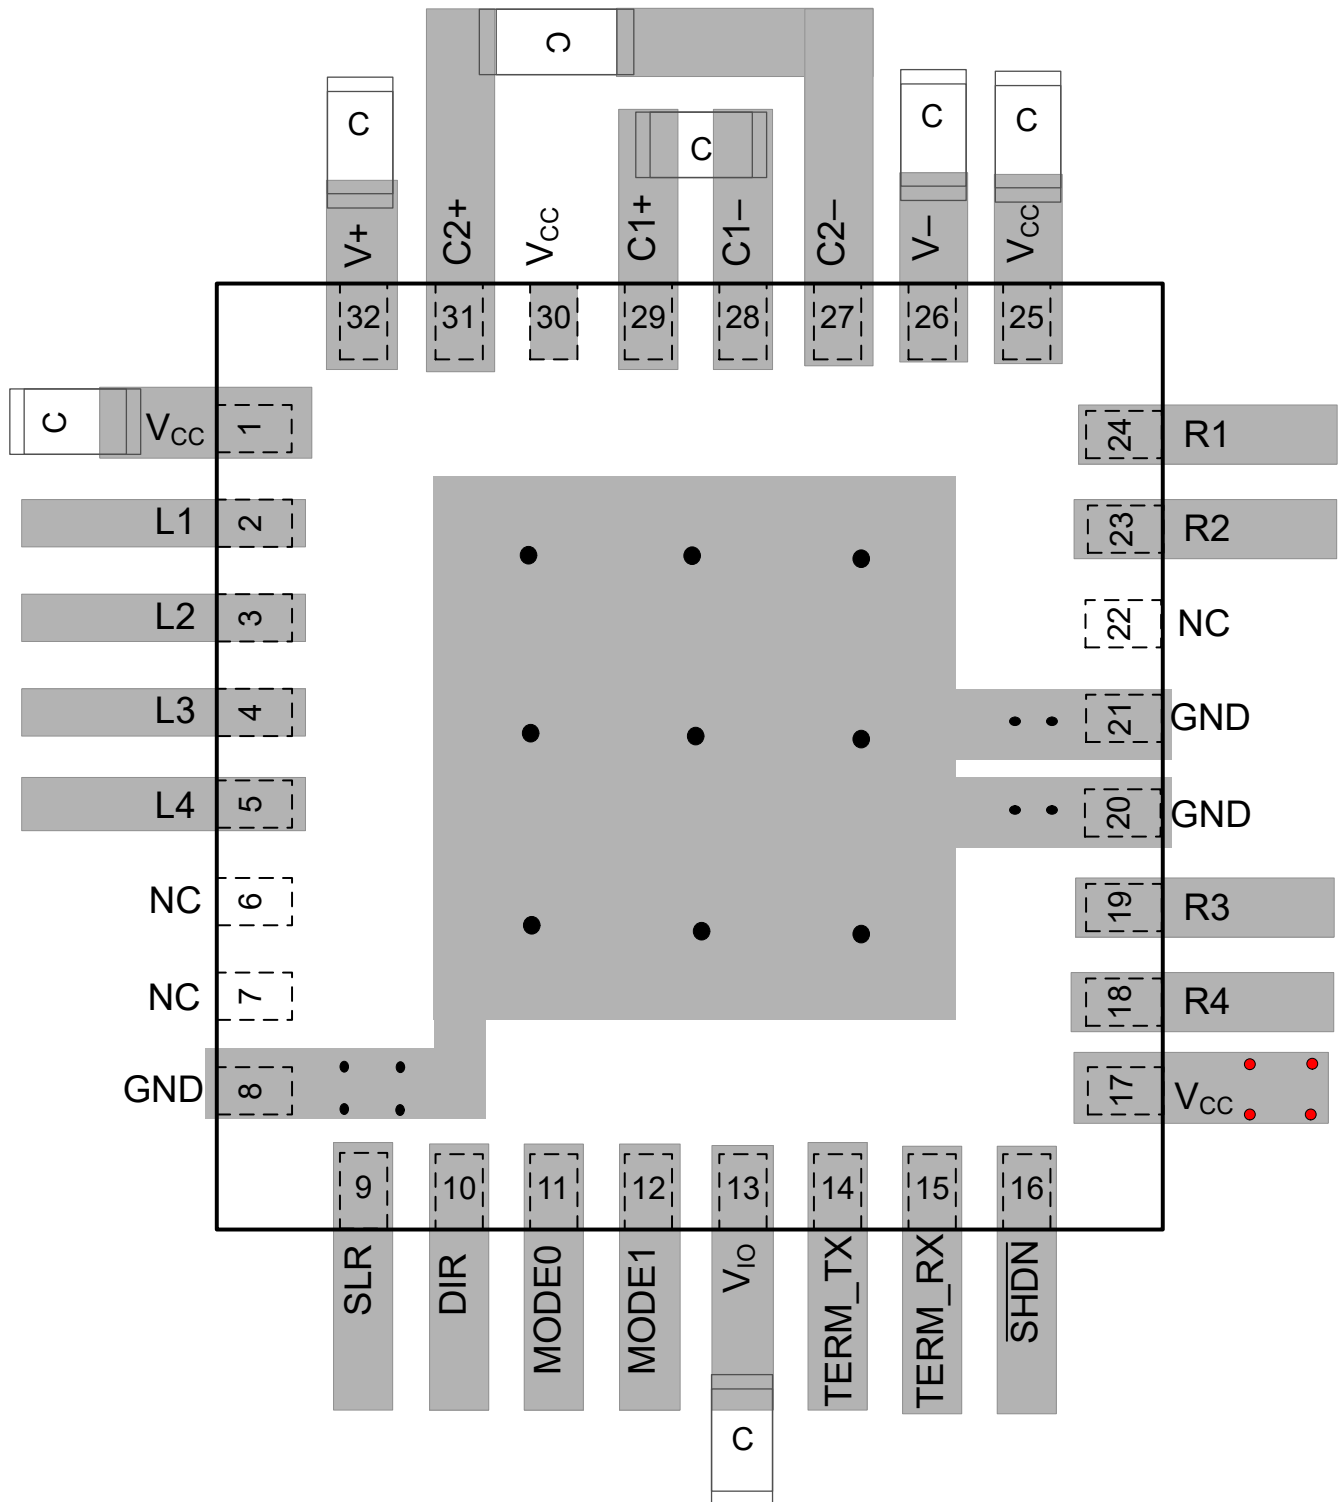 C
C
C
C
C
V+
C2+
VCC
C1+
C1–
C2–
V–
VCC
32
31
30
29
28
27
26
25
C
VCC
1
L1
2
L2
3
L3
4
L4
5
NC
6
NC
7
GND
8
24
R1
23
R2
22
NC
21
GND
20
GND
19
R3
18
R4
17
VCC
9
10
11
12
13
14
15
16
SLR
DIR
MODE0
MODE1
VIO
TERM_TX
TERM_RX
S̅H̅D̅N̅
C